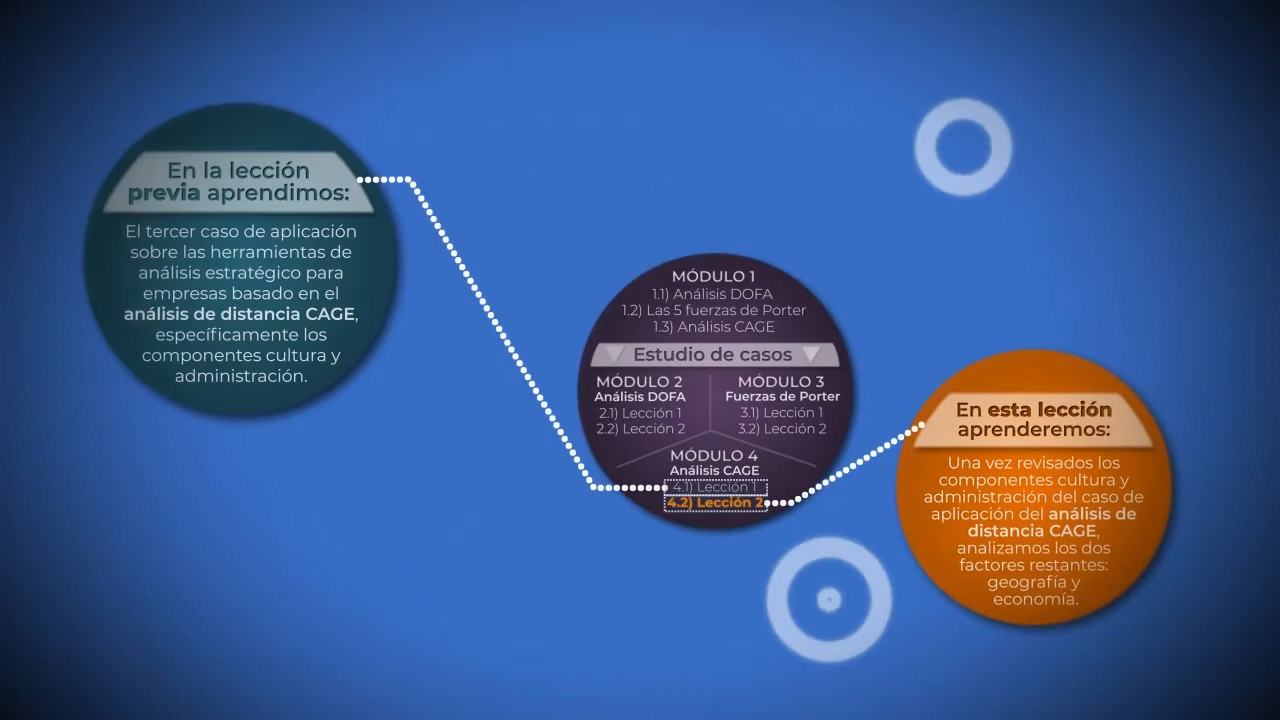 En la lección
previa aprendimos:
El tercer caso de aplicación
sobre las herramientas de
análisis estratégico para
empresas basado en el
análisis de distancia CAGE,
específicamente los
componentes cultura y
administración.
MÓDULO 1
1.1) Análisis DOFA
1.2) Las 5 fuerzas de Porter
1.3) Análisis CAGE
Estudio de casos
MÓDULO 2
Análisis DOFA
2.1) Lección 1
2.2) Lección 2
MÓDULO 3
Fuerzas de Porter
3.1) Lección 1
3.2) Lección 2
MÓDULO 4
Análisis CAGE
4.1) Lección 1
4.2) Lección 2
En esta lección
aprenderemos:
Una vez revisados los
componentes cultura y
administración del caso de
aplicación del análisis de
distancia CAGE,
analizamos los dos
factores restantes:
geografía y
economía.